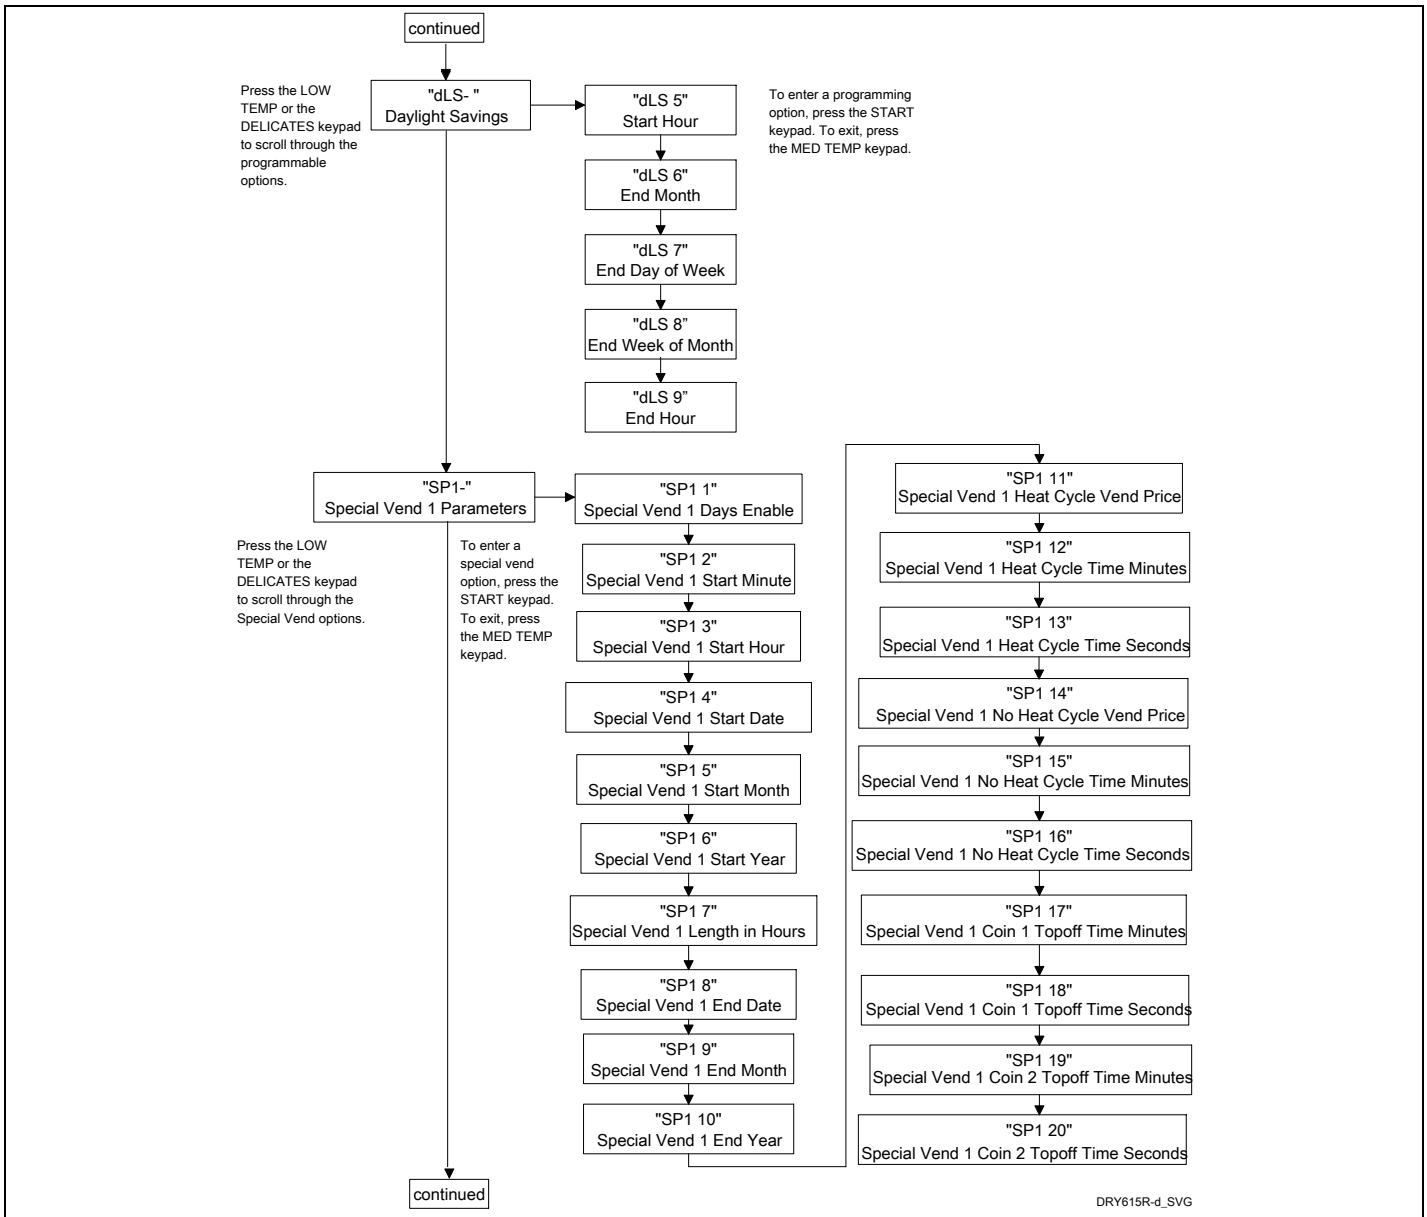 continued
Press the LOW
TEMP or the
DELICATES keypad
to scroll through the
programmable
options.
"dLS- "
Daylight Savings
"dLS 5"
Start Hour
To enter a programming
option, press the START
keypad. To exit, press
the MED TEMP keypad.
"dLS 6"
End Month
"dLS 7"
End Day of Week
"dLS 8”
End Week of Month
"dLS 9”
End Hour
"SP1-"
Special Vend 1 Parameters
Press the LOW
TEMP or the
DELICATES keypad
to scroll through the
Special Vend options.
To enter a
special vend
option, press the
START keypad.
To exit, press
the MED TEMP
keypad.
"SP1 1"
Special Vend 1 Days Enable
"SP1 2"
Special Vend 1 Start Minute
"SP1 3"
Special Vend 1 Start Hour
"SP1 4"
Special Vend 1 Start Date
"SP1 5"
Special Vend 1 Start Month
"SP1 6"
Special Vend 1 Start Year
"SP1 7"
Special Vend 1 Length in Hours
"SP1 8"
Special Vend 1 End Date
"SP1 9"
Special Vend 1 End Month
"SP1 10"
Special Vend 1 End Year
"SP1 11"
Special Vend 1 Heat Cycle Vend Price
"SP1 12"
Special Vend 1 Heat Cycle Time Minutes
"SP1 13"
Special Vend 1 Heat Cycle Time Seconds
"SP1 14"
Special Vend 1 No Heat Cycle Vend Price
"SP1 15"
Special Vend 1 No Heat Cycle Time Minutes
"SP1 16"
Special Vend 1 No Heat Cycle Time Seconds
"SP1 17"
Special Vend 1 Coin 1 Topoff Time Minutes
"SP1 18"
Special Vend 1 Coin 1 Topoff Time Seconds
"SP1 19"
Special Vend 1 Coin 2 Topoff Time Minutes
"SP1 20"
Special Vend 1 Coin 2 Topoff Time Seconds
continued
DRY615R-d_SVG